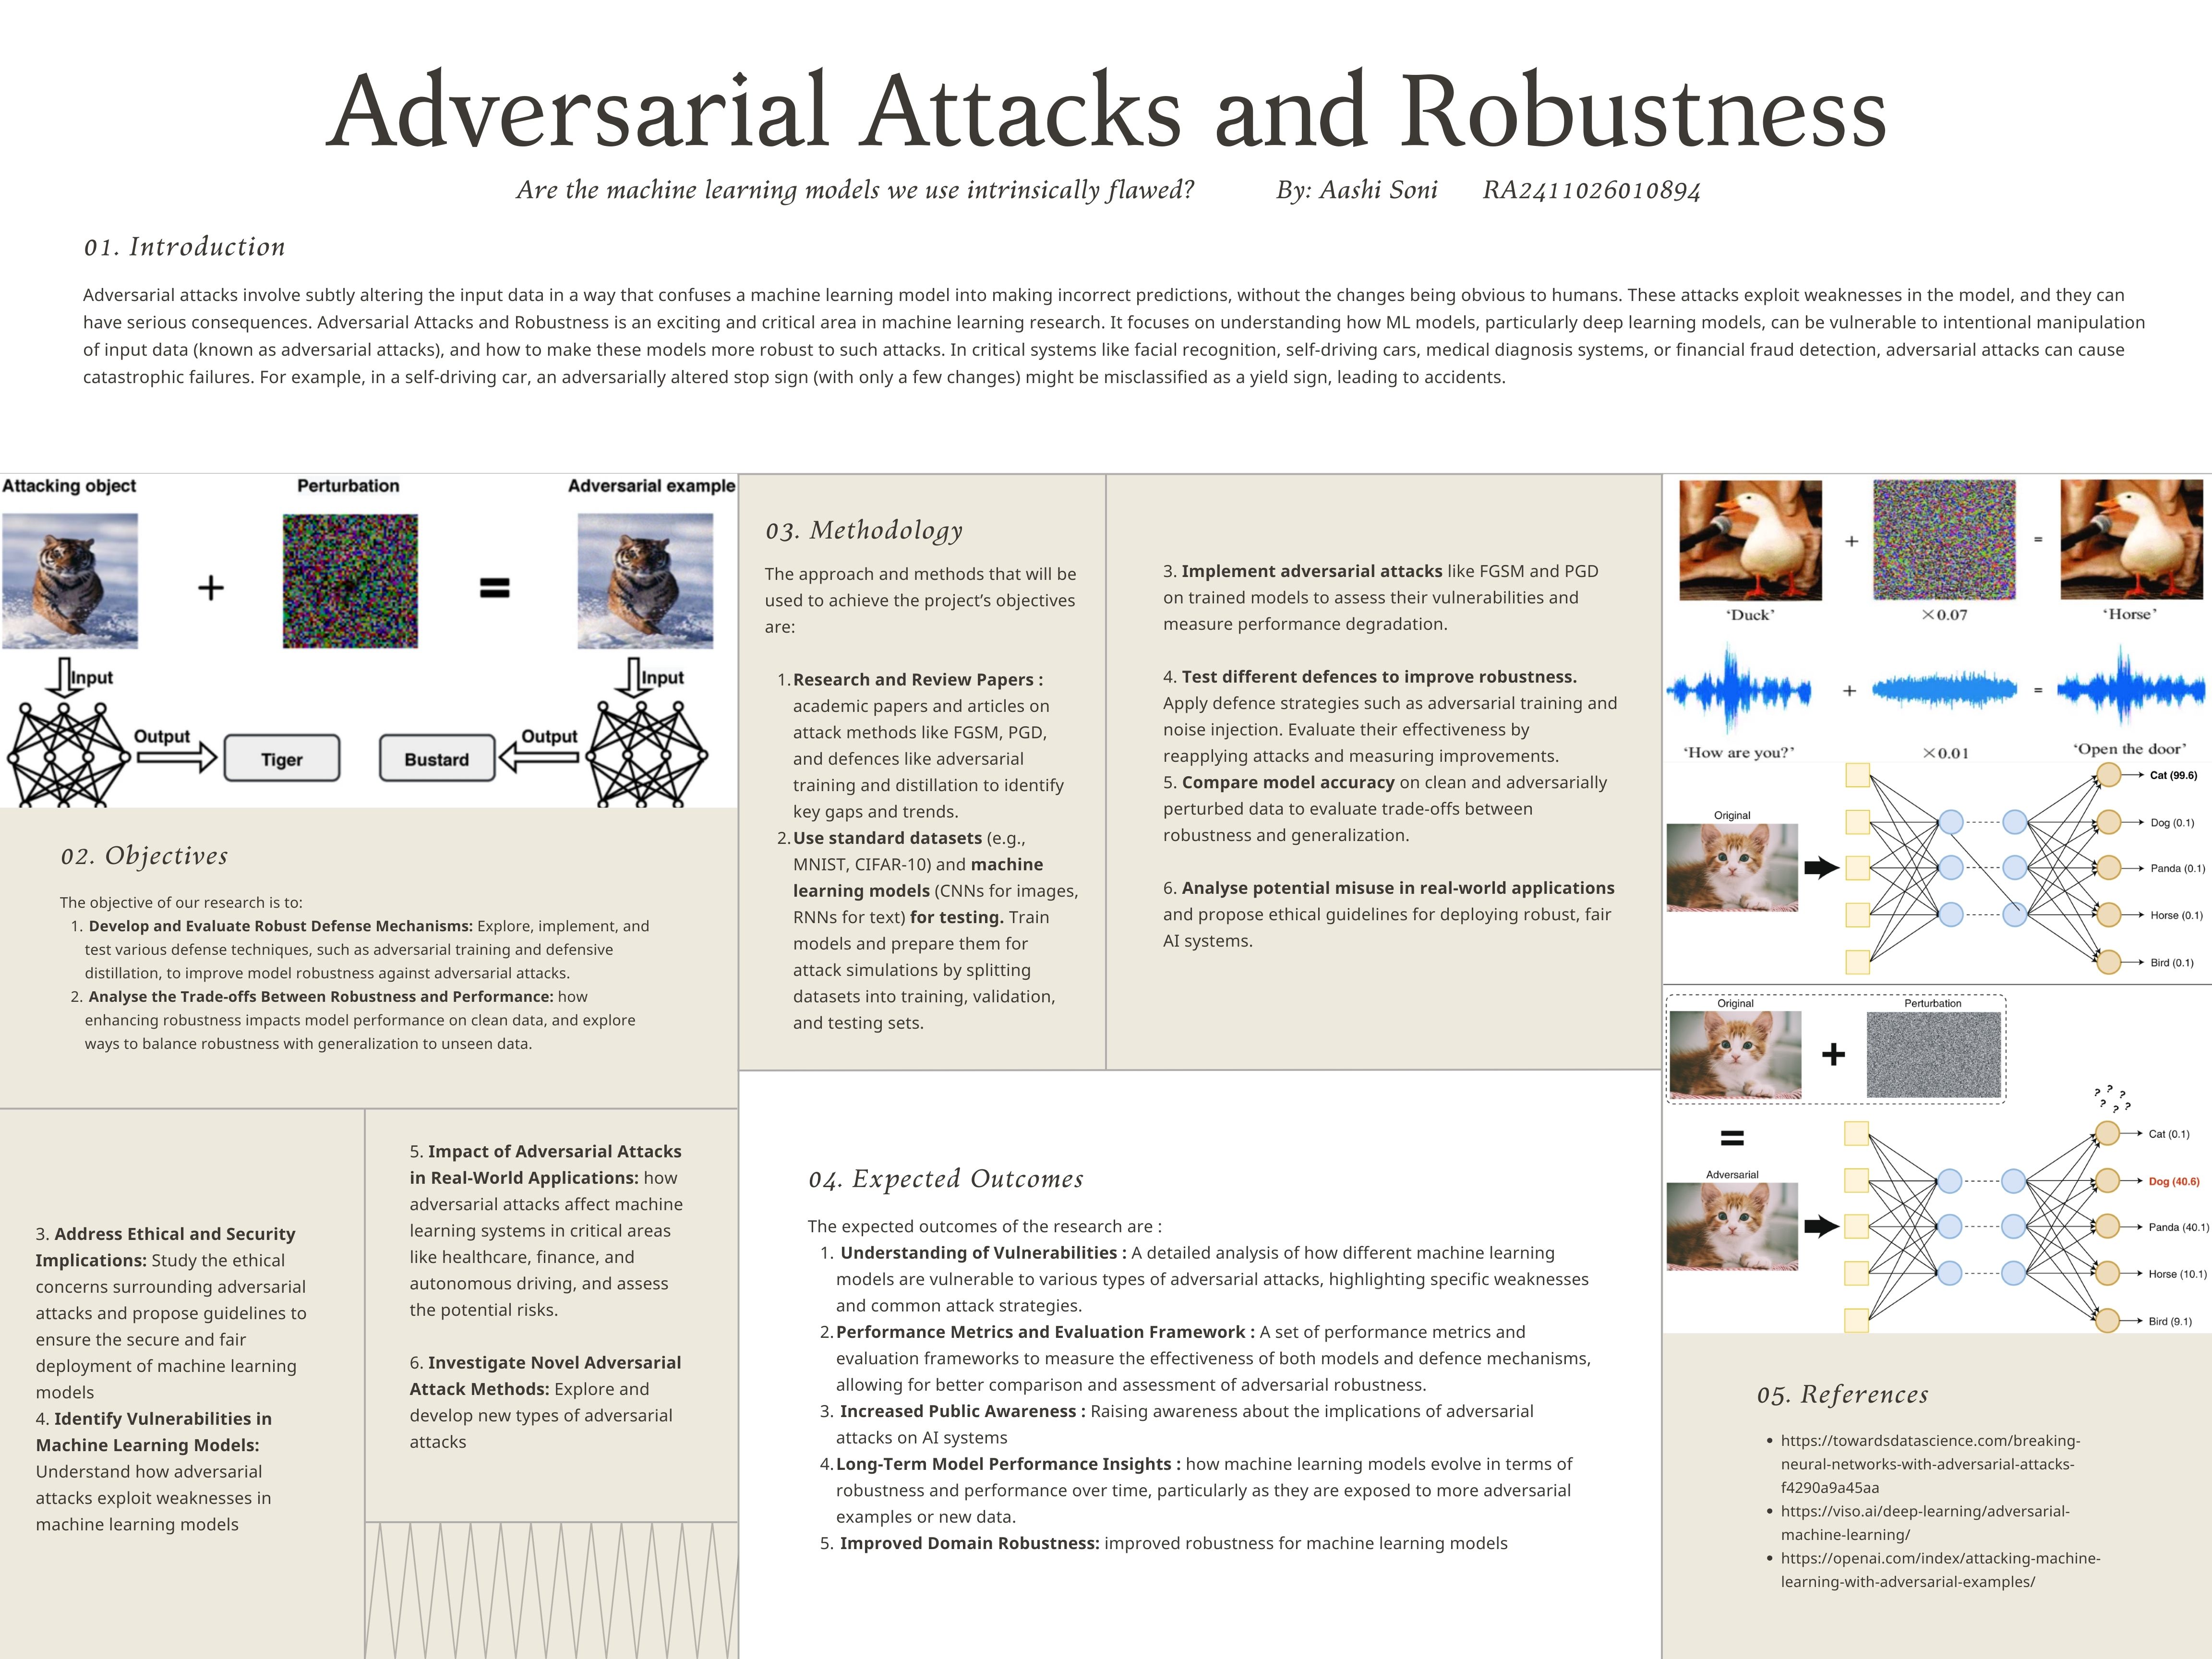 Adversarial Attacks and Robustness
Are the machine learning models we use intrinsically flawed? By: Aashi Soni RA2411026010894
01. Introduction
Adversarial attacks involve subtly altering the input data in a way that confuses a machine learning model into making incorrect predictions, without the changes being obvious to humans. These attacks exploit weaknesses in the model, and they can
have serious consequences. Adversarial Attacks and Robustness is an exciting and critical area in machine learning research. It focuses on understanding how ML models, particularly deep learning models, can be vulnerable to intentional manipulation
of input data (known as adversarial attacks), and how to make these models more robust to such attacks. In critical systems like facial recognition, self-driving cars, medical diagnosis systems, or financial fraud detection, adversarial attacks can cause
catastrophic failures. For example, in a self-driving car, an adversarially altered stop sign (with only a few changes) might be misclassified as a yield sign, leading to accidents.
Attacking object Perturbation Adversarial example
+ =
Input Input
Output Tiger Bustard Output
02. Objectives
The objective of our research is to:
1. Develop and Evaluate Robust Defense Mechanisms: Explore, implement, and
test various defense techniques, such as adversarial training and defensive
distillation, to improve model robustness against adversarial attacks.
2. Analyse the Trade-offs Between Robustness and Performance: how
enhancing robustness impacts model performance on clean data, and explore
ways to balance robustness with generalization to unseen data.
3. Address Ethical and Security
Implications: Study the ethical
concerns surrounding adversarial
attacks and propose guidelines to
ensure the secure and fair
deployment of machine learning
models
4. Identify Vulnerabilities in
Machine Learning Models:
Understand how adversarial
attacks exploit weaknesses in
machine learning models
5. Impact of Adversarial Attacks
in Real-World Applications: how
adversarial attacks affect machine
learning systems in critical areas
like healthcare, finance, and
autonomous driving, and assess
the potential risks.
6. Investigate Novel Adversarial
Attack Methods: Explore and
develop new types of adversarial
attacks
03. Methodology
The approach and methods that will be
used to achieve the project's objectives
are:
1. Research and Review Papers :
academic papers and articles on
attack methods like FGSM, PGD,
and defences like adversarial
training and distillation to identify
key gaps and trends.
2. Use standard datasets (e.g.,
MNIST, CIFAR-10) and machine
learning models (CNNs for images,
RNNs for text) for testing. Train
models and prepare them for
attack simulations by splitting
datasets into training, validation,
and testing sets.
3. Implement adversarial attacks like FGSM and PGD
on trained models to assess their vulnerabilities and
measure performance degradation.
4. Test different defences to improve robustness.
Apply defence strategies such as adversarial training and
noise injection. Evaluate their effectiveness by
reapplying attacks and measuring improvements.
5. Compare model accuracy on clean and adversarially
perturbed data to evaluate trade-offs between
robustness and generalization.
6. Analyse potential misuse in real-world applications
and propose ethical guidelines for deploying robust, fair
AI systems.
04. Expected Outcomes
The expected outcomes of the research are :
1. Understanding of Vulnerabilities : A detailed analysis of how different machine learning
models are vulnerable to various types of adversarial attacks, highlighting specific weaknesses
and common attack strategies.
2. Performance Metrics and Evaluation Framework : A set of performance metrics and
evaluation frameworks to measure the effectiveness of both models and defence mechanisms,
allowing for better comparison and assessment of adversarial robustness.
3. Increased Public Awareness : Raising awareness about the implications of adversarial
attacks on AI systems
4. Long-Term Model Performance Insights : how machine learning models evolve in terms of
robustness and performance over time, particularly as they are exposed to more adversarial
examples or new data.
5. Improved Domain Robustness: improved robustness for machine learning models
+ =
'Duck' ×0.07 'Horse'
+ =
'How are you?' ×0.01 'Open the door'
Original
Cat (99.6)
Dog (0.1)
Panda (0.1)
Horse (0.1)
Bird (0.1)
Original Perturbation
+
? ? ?
? ? ?
=
Adversarial
Cat (0.1)
Dog (40.6)
Panda (40.1)
Horse (10.1)
Bird (9.1)
05. References
• https://towardsdatascience.com/breaking-
neural-networks-with-adversarial-attacks-
f4290a9a45aa
• https://viso.ai/deep-learning/adversarial-
machine-learning/
• https://openai.com/index/attacking-machine-
learning-with-adversarial-examples/